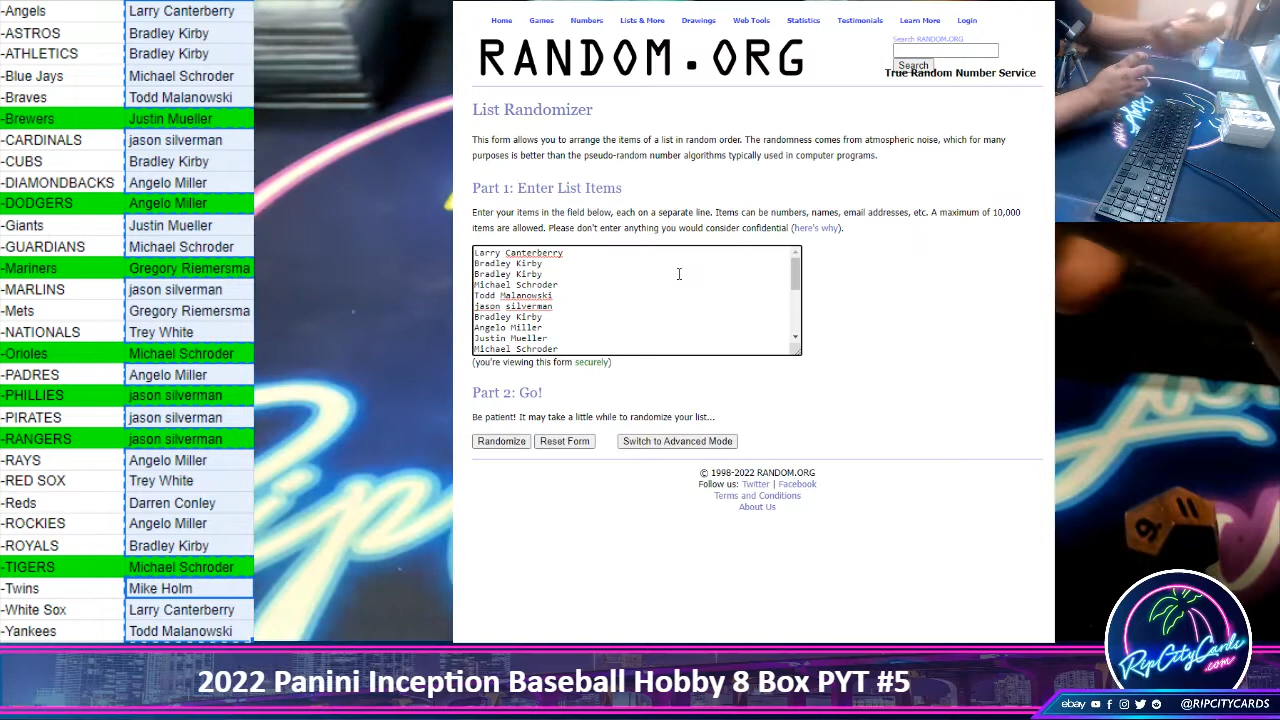 -Angels Larry Canterberry
-ASTROS Bradley Kirby
-ATHLETICS Bradley Kirby
-Blue Jays Michael Schroder
-Braves Todd Malanowski
-Brewers Justin Mueller
-CARDINALS jason silverman
-CUBS Bradley Kirby
-DIAMONDBACKS Angelo Miller
-DODGERS Angelo Miller
-Giants Justin Mueller
-GUARDIANS Michael Schroder
-Mariners Gregory Riemersma
-MARLINS jason silverman
-Mets Gregory Riemersma
-NATIONALS Trey White
-Orioles Michael Schroder
-PADRES Angelo Miller
-PHILLIES jason silverman
-PIRATES jason silverman
-RANGERS jason silverman
-RAYS Angelo Miller
-RED SOX Trey White
-Reds Darren Conley
-ROCKIES Angelo Miller
-ROYALS Bradley Kirby
-TIGERS Michael Schroder
-Twins Mike Holm
-White Sox Larry Canterberry
-Yankees Todd Malanowski
Home Games Numbers Lists & More Drawings Web Tools Statistics Testimonials Learn More Login
RANDOM.ORG
Search RANDOM.ORG
Search
True Random Number Service
List Randomizer
This form allows you to arrange the items of a list in random order. The randomness comes from atmospheric noise, which for many
purposes is better than the pseudo-random number algorithms typically used in computer programs.
Part 1: Enter List Items
Enter your items in the field below, each on a separate line. Items can be numbers, names, email addresses, etc. A maximum of 10,000
items are allowed. Please don't enter anything you would consider confidential (here's why).
Larry Canterberry
Bradley Kirby
Bradley Kirby
Michael Schroder
Todd Malanowski
jason silverman
Bradley Kirby
Angelo Miller
Justin Mueller
Michael Schroder
(you're viewing this form securely)
Part 2: Go!
Be patient! It may take a little while to randomize your list...
Randomize Reset Form Switch to Advanced Mode
© 1998-2022 RANDOM.ORG
Follow us: Twitter | Facebook
Terms and Conditions
About Us
9 11
RipCityCards
.com
2022 Panini Inception Baseball Hobby 8 Box PYT #5
ebay @RIPCITYCARDS